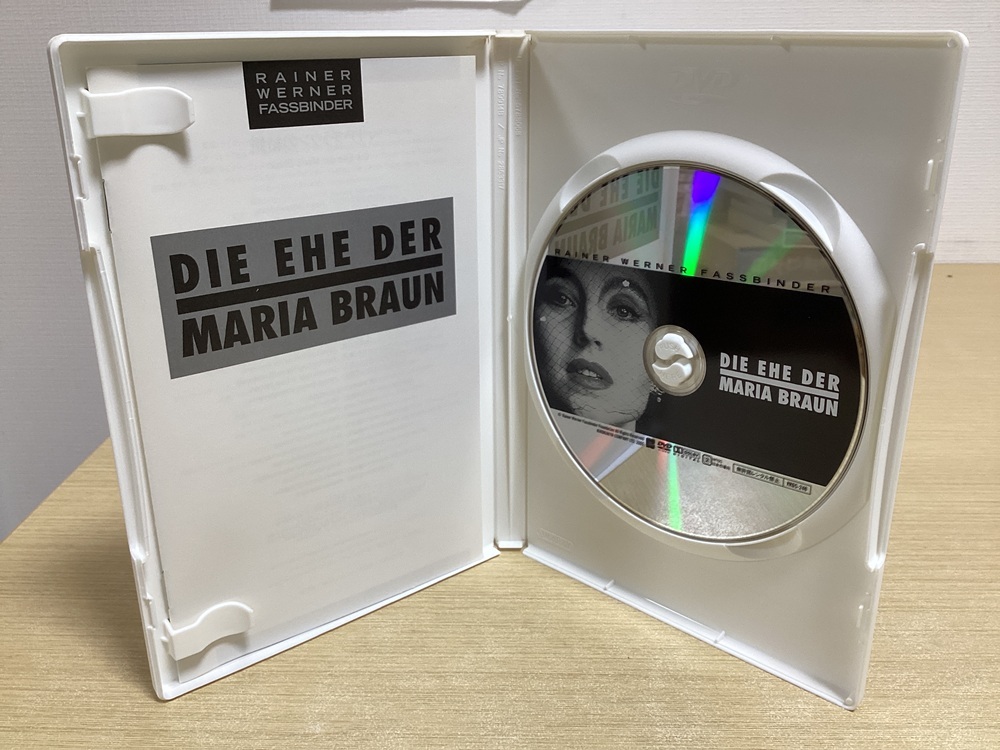 RAINER
WERNER
FASSBINDER
DIE EHE DER
MARIA BRAUN
RAINER WERNER FASSBINDER
DIE EHE DER
MARIA BRAUN
DVD